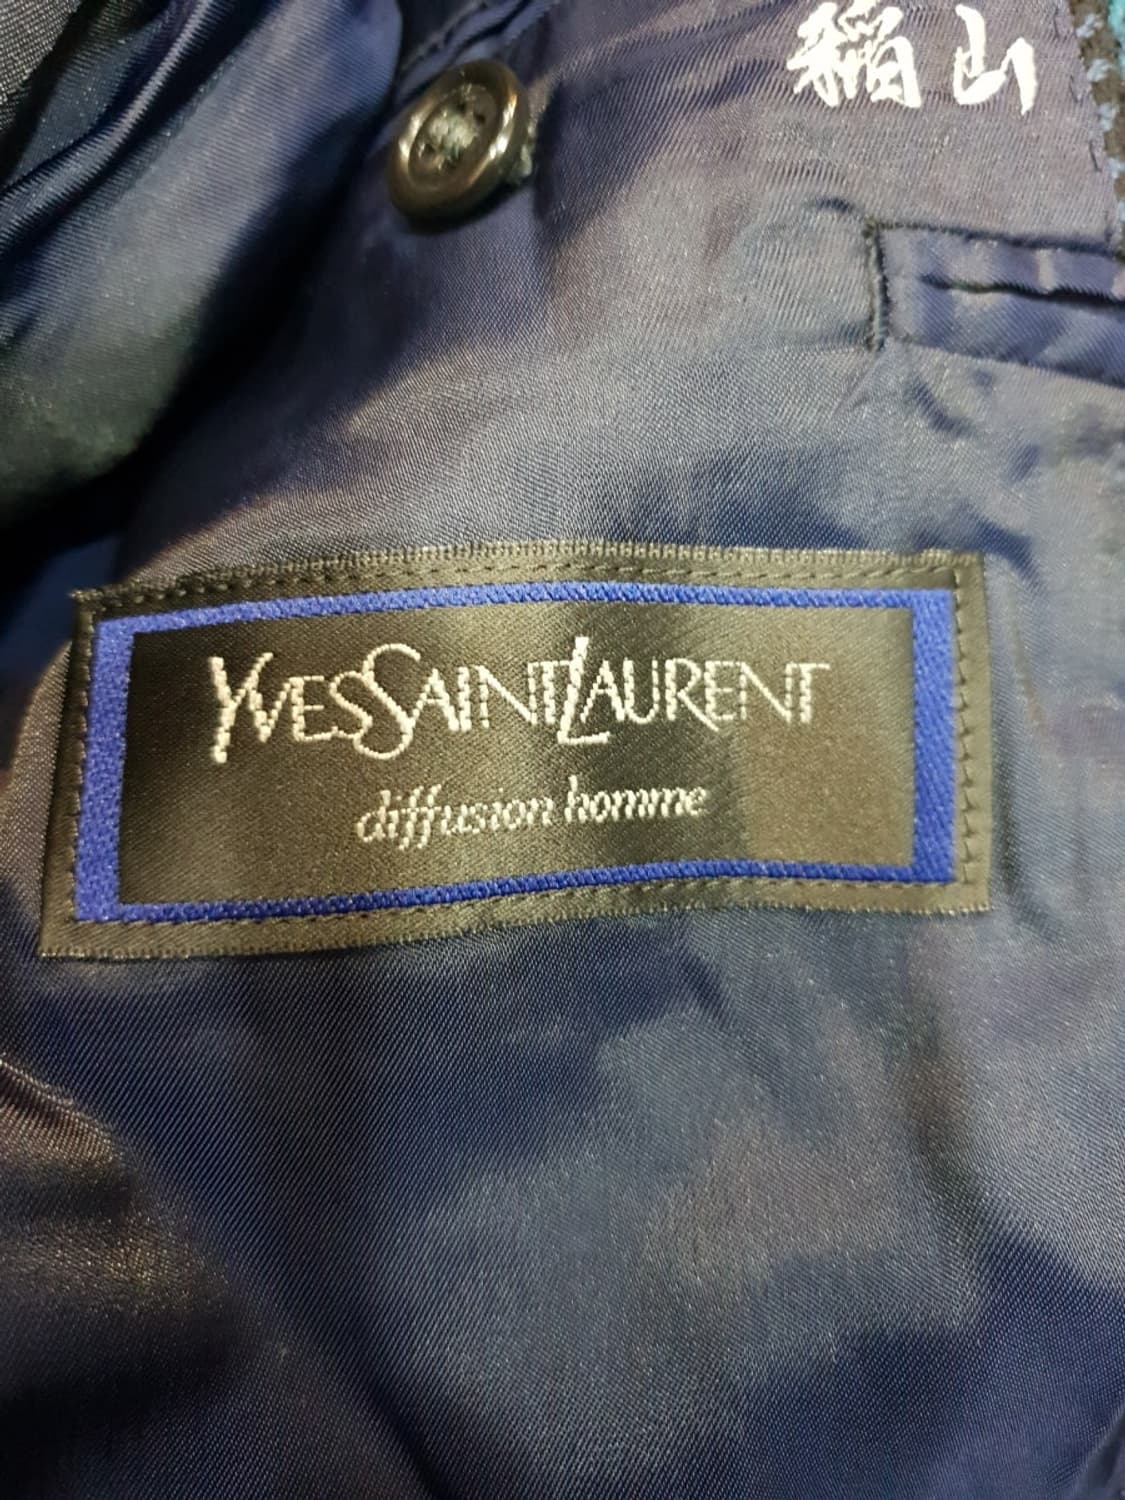 稲山
YVESSAINTLAURENT
diffusion homme